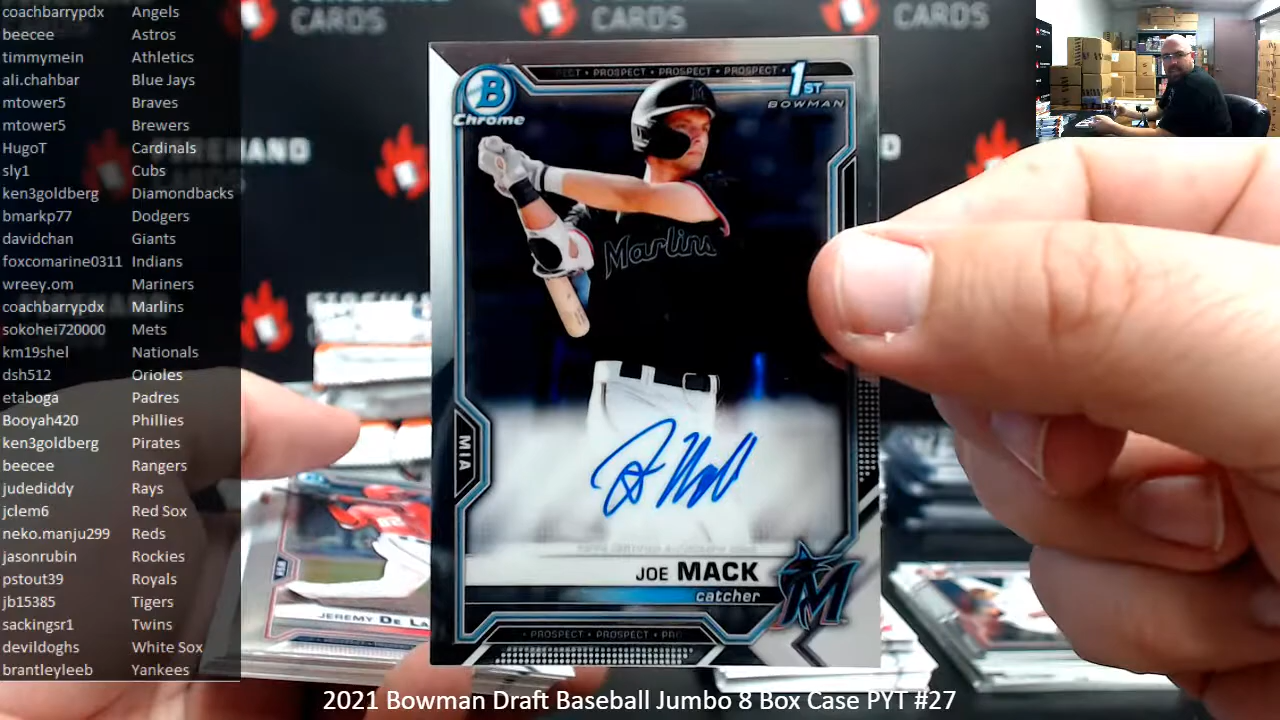 coachbarrypdx Angels
beecee Astros
timmymein Athletics
ali.chahbar Blue Jays
mtower5 Braves
mtower5 Brewers
HugoT Cardinals
sly1 Cubs
ken3goldberg Diamondbacks
bmarkp77 Dodgers
davidchan Giants
foxcomarine0311 Indians
wreey.om Mariners
coachbarrypdx Marlins
sokohei720000 Mets
km19shel Nationals
dsh512 Orioles
etaboga Padres
Booyah420 Phillies
ken3goldberg Pirates
beecee Rangers
judediddy Rays
jclem6 Red Sox
neko.manju299 Reds
jasonrubin Rockies
pstout39 Royals
jb15385 Tigers
sackingsr1 Twins
devildoghs White Sox
brantleyleeb Yankees
CARDS
CARDS
CARDS
PROSPECT • PROSPECT • PROSPECT
B
Chrome
1ST
BOWMAN
Marlins
MIA
JOE MACK
catcher
M
PROSPECT • PROSPECT
JEREMY DE LA
2021 Bowman Draft Baseball Jumbo 8 Box Case PYT #27